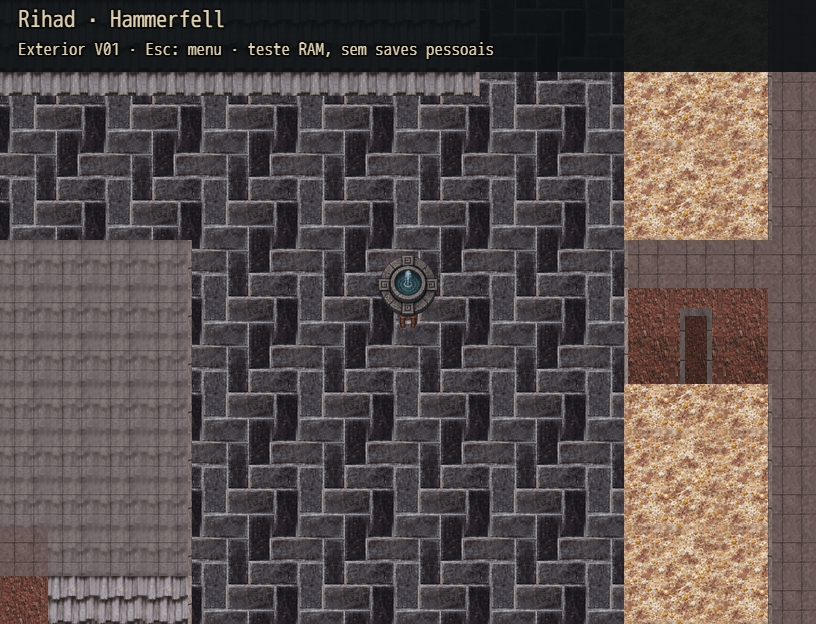 Rihad · Hammerfell
Exterior V01 · Esc: menu · teste RAM, sem saves pessoais